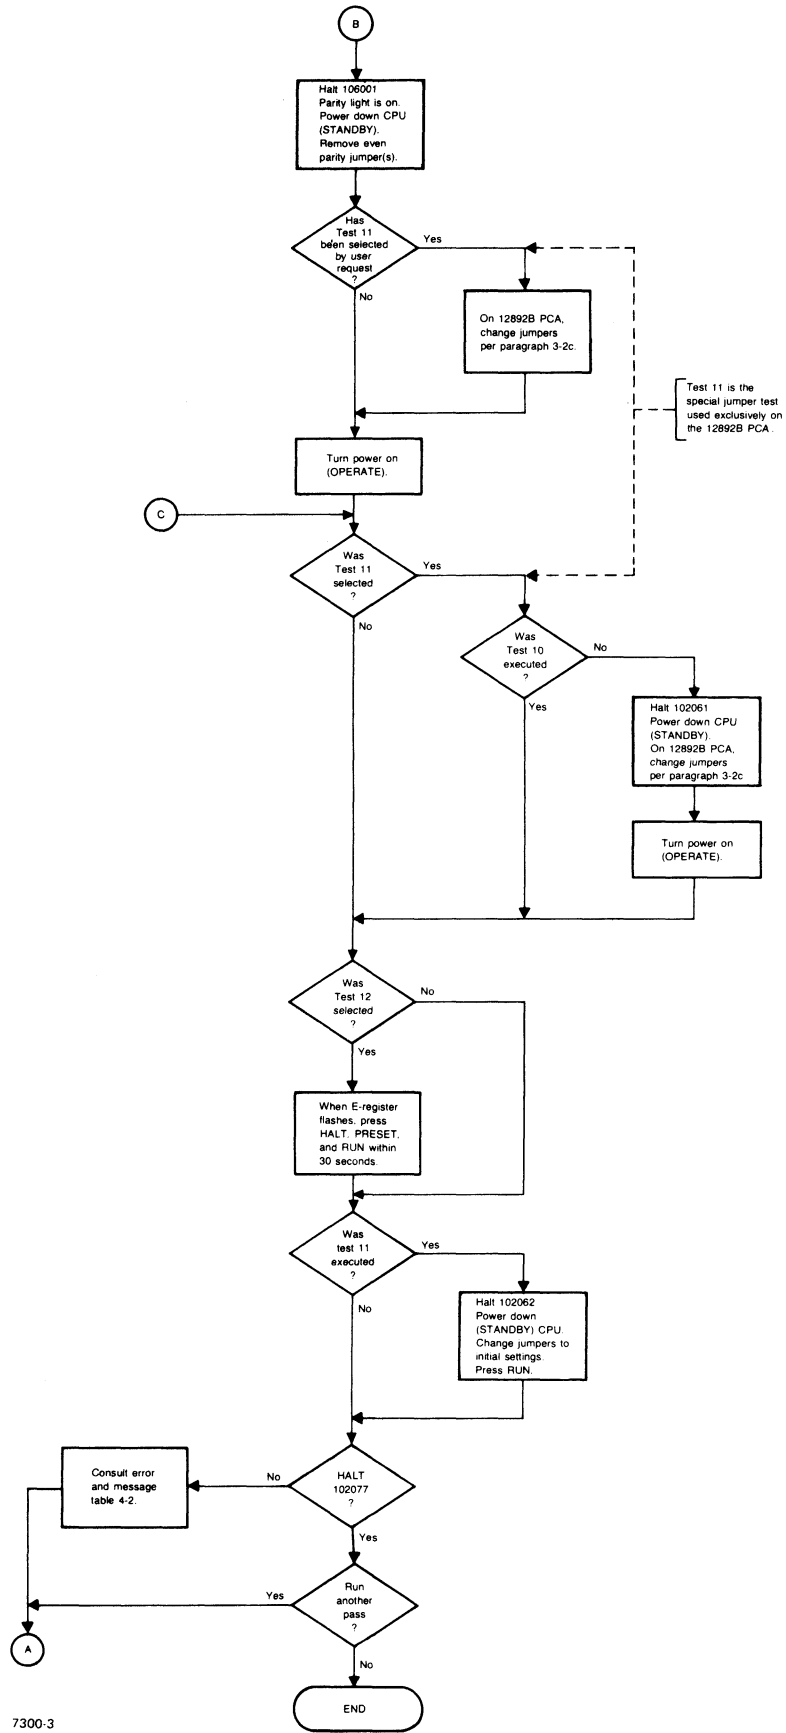 B
Halt 106001
Parity light is on.
Power down CPU
(STANDBY).
Remove even
parity jumper(s).
Has
Test 11
been selected
by user
request
?
Yes
No
On 12892B PCA,
change jumpers
per paragraph 3-2c.
Test 11 is the
special jumper test
used exclusively on
the 12892B PCA.
Turn power on
(OPERATE).
C
Was
Test 11
selected
?
Yes
No
Was
Test 10
executed
?
No
Yes
Halt 102061
Power down CPU
(STANDBY).
On 12892B PCA,
change jumpers
per paragraph 3-2c
Turn power on
(OPERATE).
Was
Test 12
selected
?
No
Yes
When E-register
flashes, press
HALT, PRESET,
and RUN within
30 seconds.
Was
test 11
executed
?
Yes
No
Halt 102062
Power down
(STANDBY) CPU.
Change jumpers to
initial settings.
Press RUN.
HALT
102077
?
No
Yes
Consult error
and message
table 4-2.
Run
another
pass
?
Yes
No
A
END
7300-3